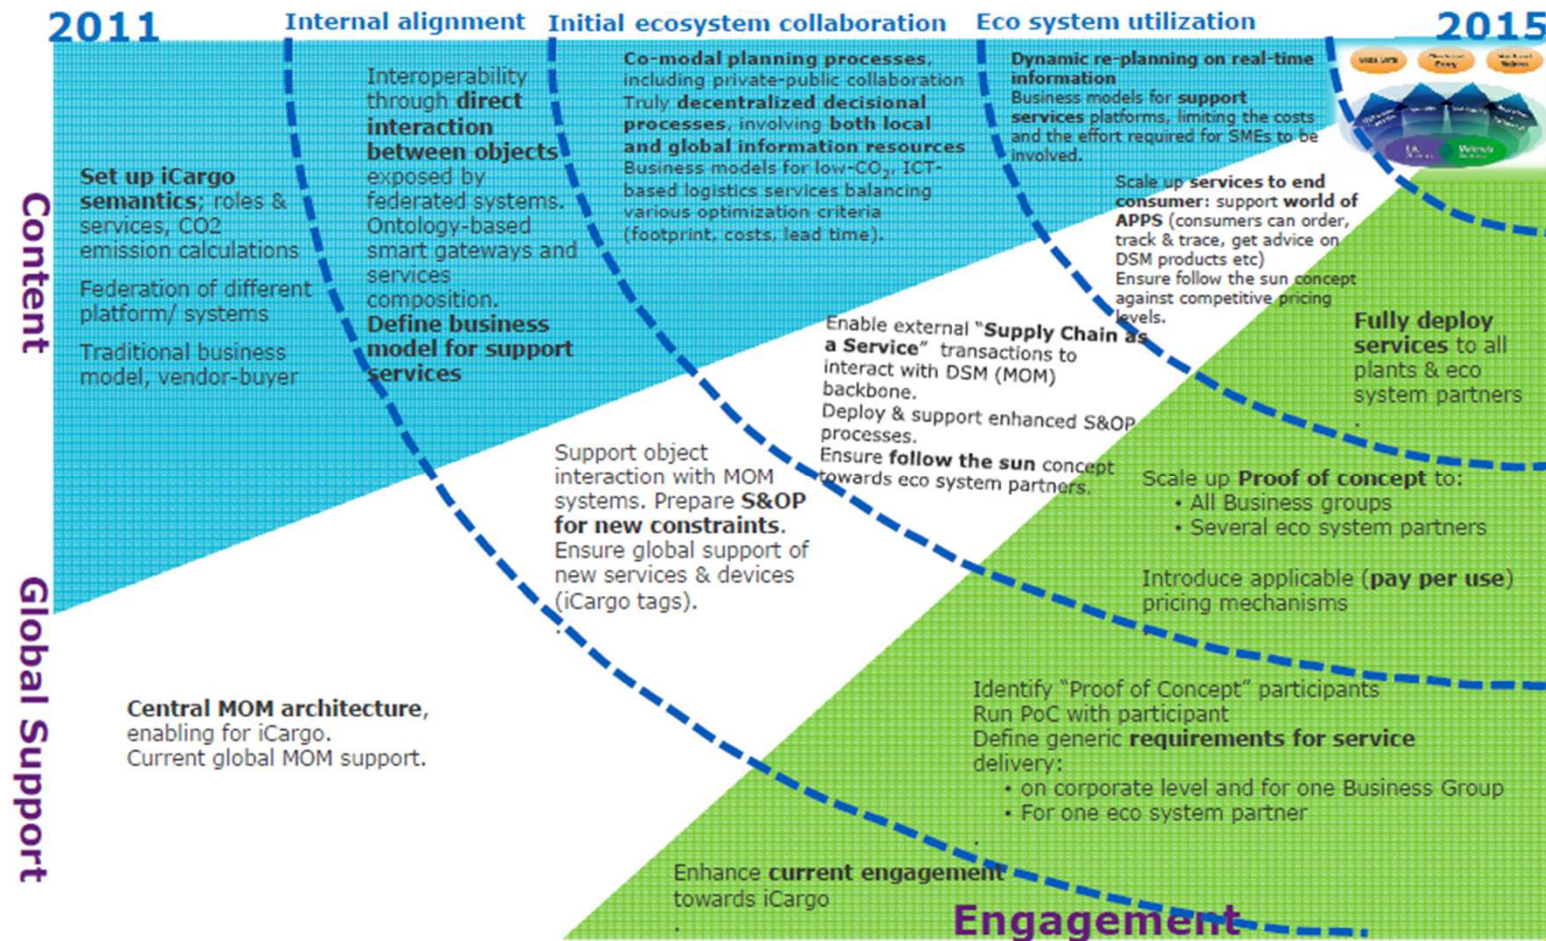 2011
Internal alignment
Initial ecosystem collaboration
Eco system utilization
2015
Content
Set up iCargo
semantics; roles &
services, CO2
emission calculations
Federation of different
platform/ systems
Traditional business
model, vendor-buyer
Interoperability
through direct
interaction
between objects
exposed by
federated systems.
Ontology-based
smart gateways and
services
composition.
Define business
model for support
services
Co-modal planning processes,
including private-public collaboration
Truly decentralized decisional
processes, involving both local
and global information resources
Business models for low-CO₂, ICT-
based logistics services balancing
various optimization criteria
(footprint, costs, lead time).
Dynamic re-planning on real-time
information
Business models for support
services platforms, limiting the costs
and the effort required for SMEs to be
involved.
Global Support
Central MOM architecture,
enabling for iCargo.
Current global MOM support.
Support object
interaction with MOM
systems. Prepare S&OP
for new constraints.
Ensure global support of
new services & devices
(iCargo tags).
.
Enable external “Supply Chain as
a Service” transactions to
interact with DSM (MOM)
backbone.
Deploy & support enhanced S&OP
processes.
Ensure follow the sun concept
towards eco system partners.
Scale up services to end
consumer: support world of
APPS (consumers can order,
track & trace, get advice on
DSM products etc)
Ensure follow the sun concept
against competitive pricing
levels.
Engagement
Enhance current engagement
towards iCargo
.
Identify “Proof of Concept” participants
Run PoC with participant
Define generic requirements for service
delivery:
• on corporate level and for one Business Group
• For one eco system partner
.
Scale up Proof of concept to:
• All Business groups
• Several eco system partners
Introduce applicable (pay per use)
pricing mechanisms
.
Fully deploy
services to all
plants & eco
system partners
.